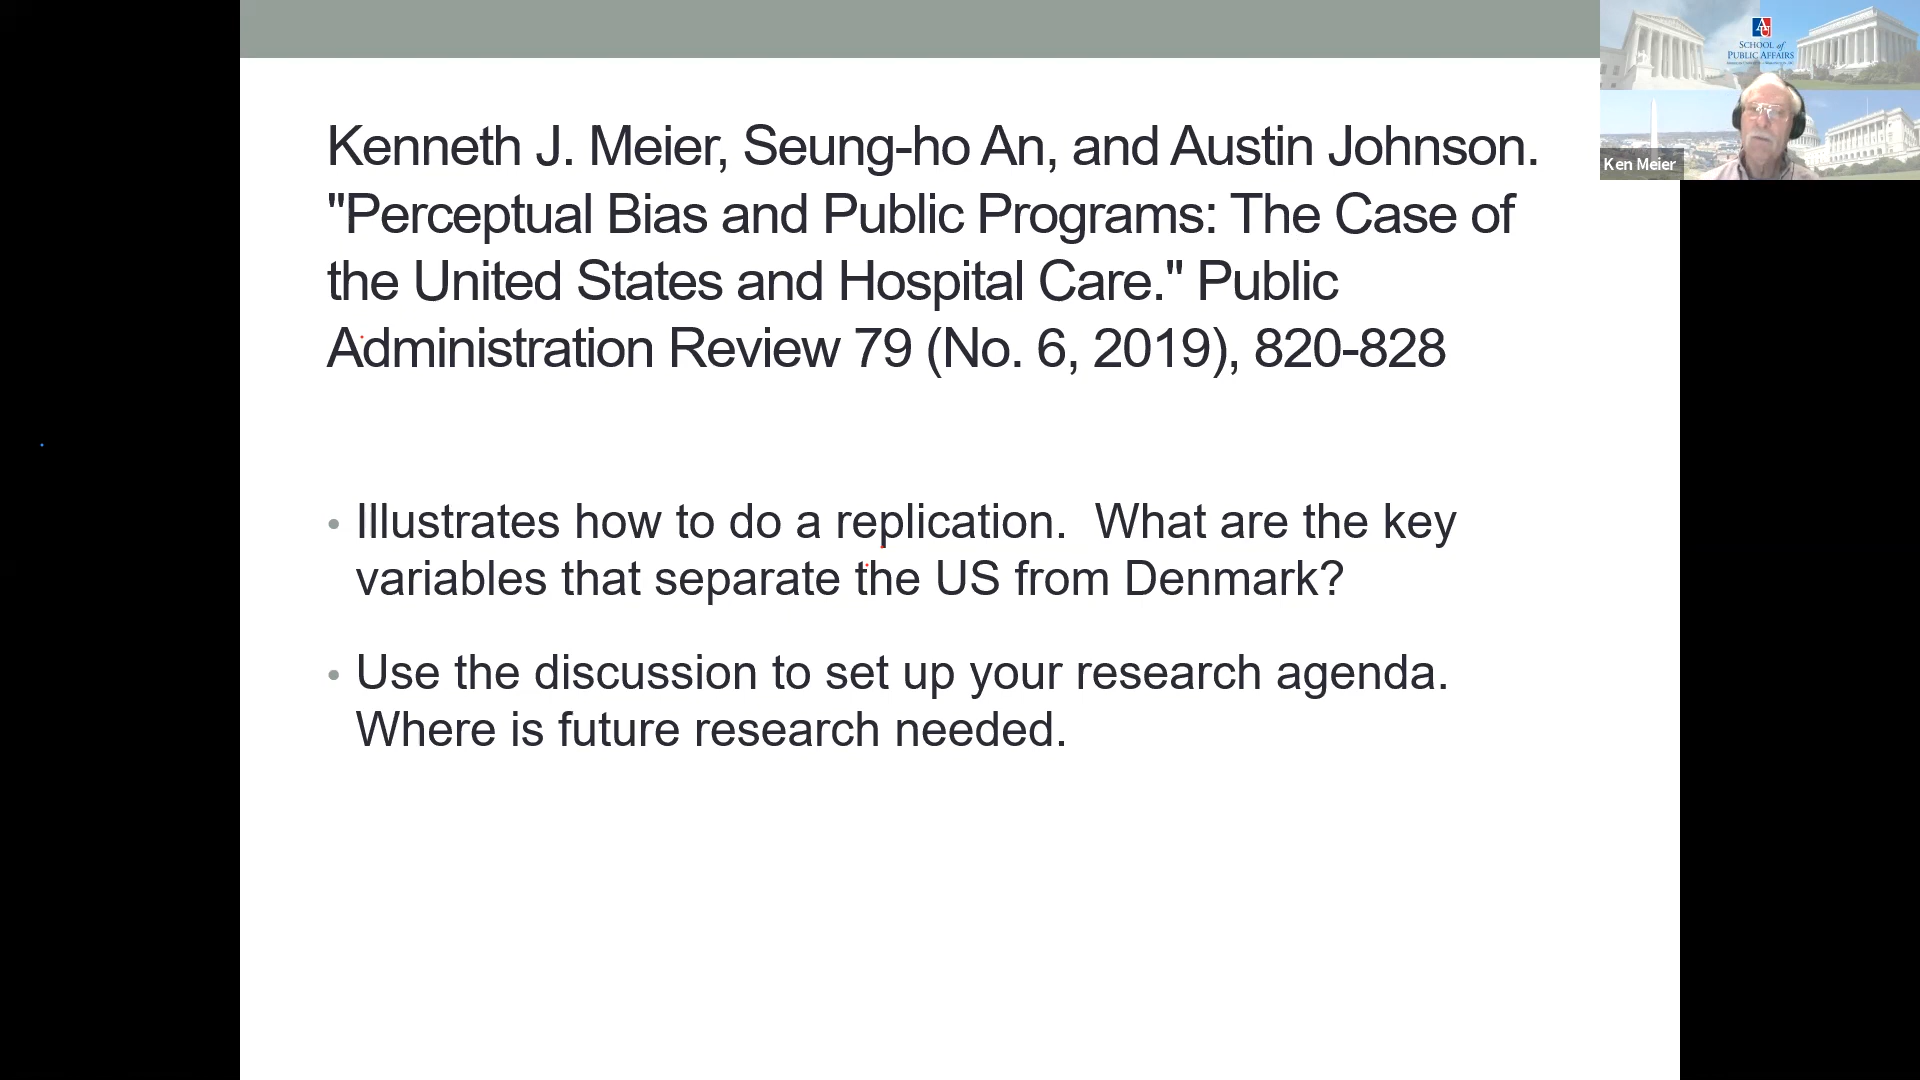 Kenneth J. Meier, Seung-ho An, and Austin Johnson.
"Perceptual Bias and Public Programs: The Case of
the United States and Hospital Care." Public
Administration Review 79 (No. 6, 2019), 820-828
• Illustrates how to do a replication.  What are the key
variables that separate the US from Denmark?
• Use the discussion to set up your research agenda.
Where is future research needed.
AU
SCHOOL of
PUBLIC AFFAIRS
Ken Meier